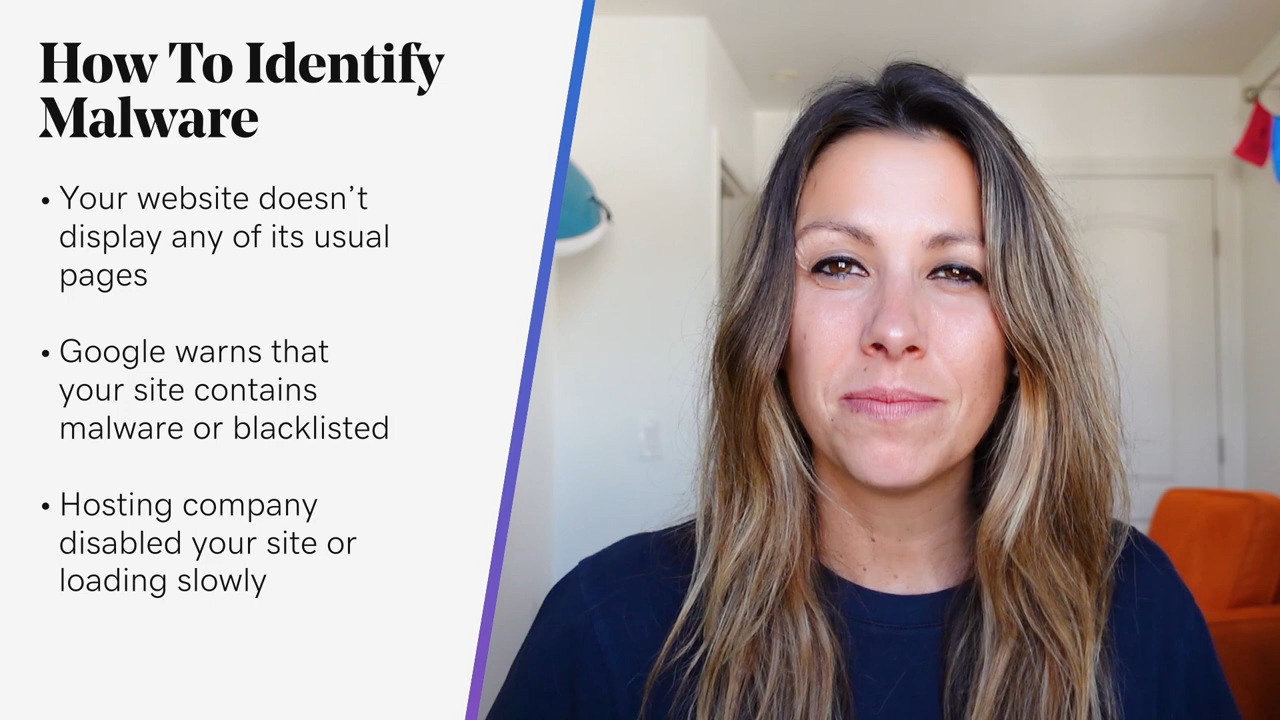 How To Identify
Malware
• Your website doesn’t
display any of its usual
pages
• Google warns that
your site contains
malware or blacklisted
• Hosting company
disabled your site or
loading slowly